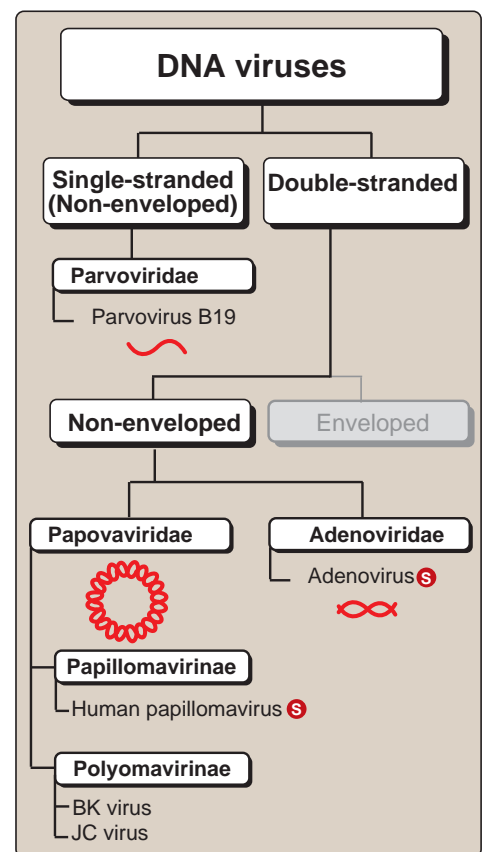 DNA viruses
Single-stranded
(Non-enveloped)
Double-stranded
Parvoviridae
Parvovirus B19
Non-enveloped
Enveloped
Papovaviridae
Adenoviridae
Adenovirus S
Papillomavirinae
Human papillomavirus S
Polyomavirinae
BK virus
JC virus